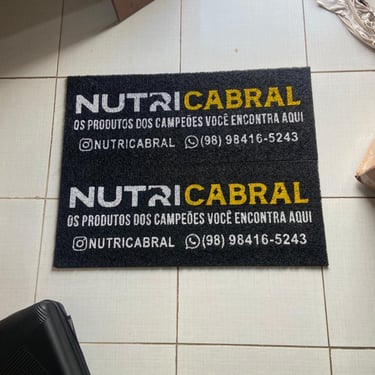 NUTRICABRAL
OS PRODUTOS DOS CAMPEÕES VOCÊ ENCONTRA AQUI
NUTRICABRAL (98) 98416-5243
NUTRICABRAL
OS PRODUTOS DOS CAMPEÕES VOCÊ ENCONTRA AQUI
NUTRICABRAL (98) 98416-5243